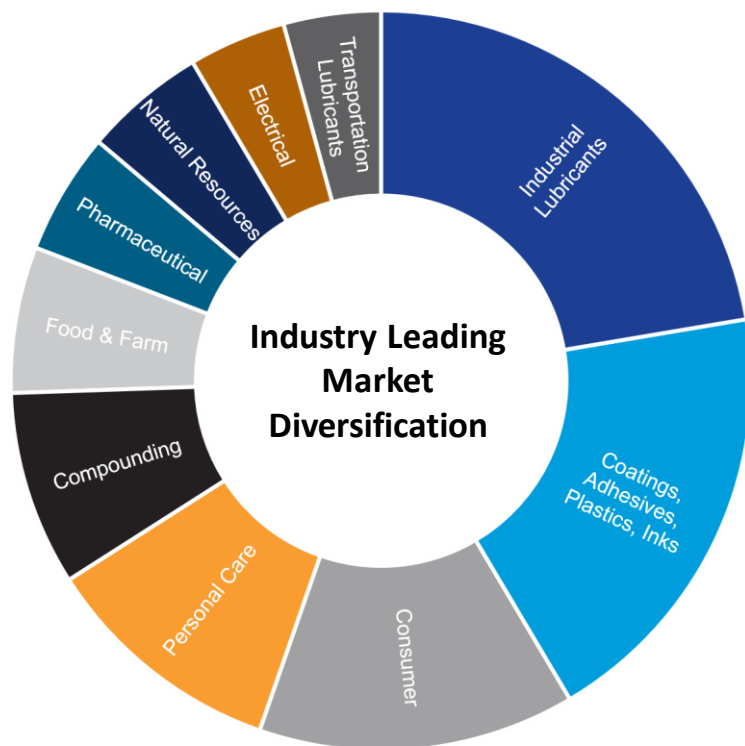 Industry Leading
Market
Diversification
Industrial
Lubricants
Coatings,
Adhesives,
Plastics, Inks
Consumer
Personal Care
Compounding
Food & Farm
Pharmaceutical
Natural Resources
Electrical
Transportation
Lubricants